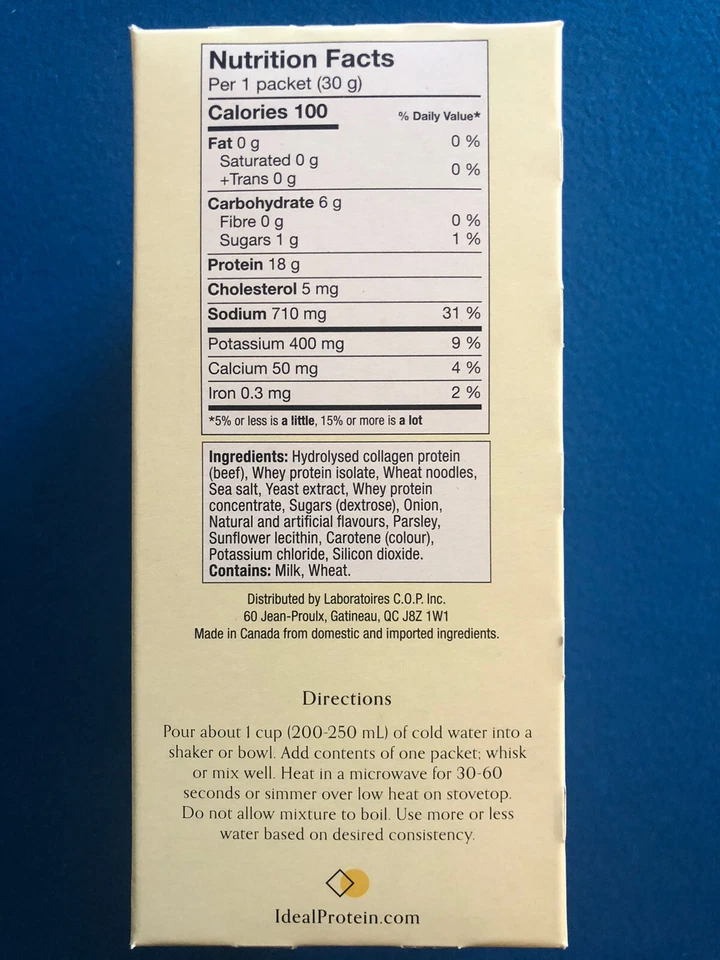 Nutrition Facts
Per 1 packet (30 g)
Calories 100
% Daily Value*
Fat 0 g 0 %
Saturated 0 g
+Trans 0 g 0 %
Carbohydrate 6 g
Fibre 0 g 0 %
Sugars 1 g 1 %
Protein 18 g
Cholesterol 5 mg
Sodium 710 mg 31 %
Potassium 400 mg 9 %
Calcium 50 mg 4 %
Iron 0.3 mg 2 %
*5% or less is a little, 15% or more is a lot
Ingredients: Hydrolysed collagen protein
(beef), Whey protein isolate, Wheat noodles,
Sea salt, Yeast extract, Whey protein
concentrate, Sugars (dextrose), Onion,
Natural and artificial flavours, Parsley,
Sunflower lecithin, Carotene (colour),
Potassium chloride, Silicon dioxide.
Contains: Milk, Wheat.
Distributed by Laboratoires C.O.P. Inc.
60 Jean-Proulx, Gatineau, QC J8Z 1W1
Made in Canada from domestic and imported ingredients.
Directions
Pour about 1 cup (200-250 mL) of cold water into a
shaker or bowl. Add contents of one packet; whisk
or mix well. Heat in a microwave for 30-60
seconds or simmer over low heat on stovetop.
Do not allow mixture to boil. Use more or less
water based on desired consistency.
IdealProtein.com